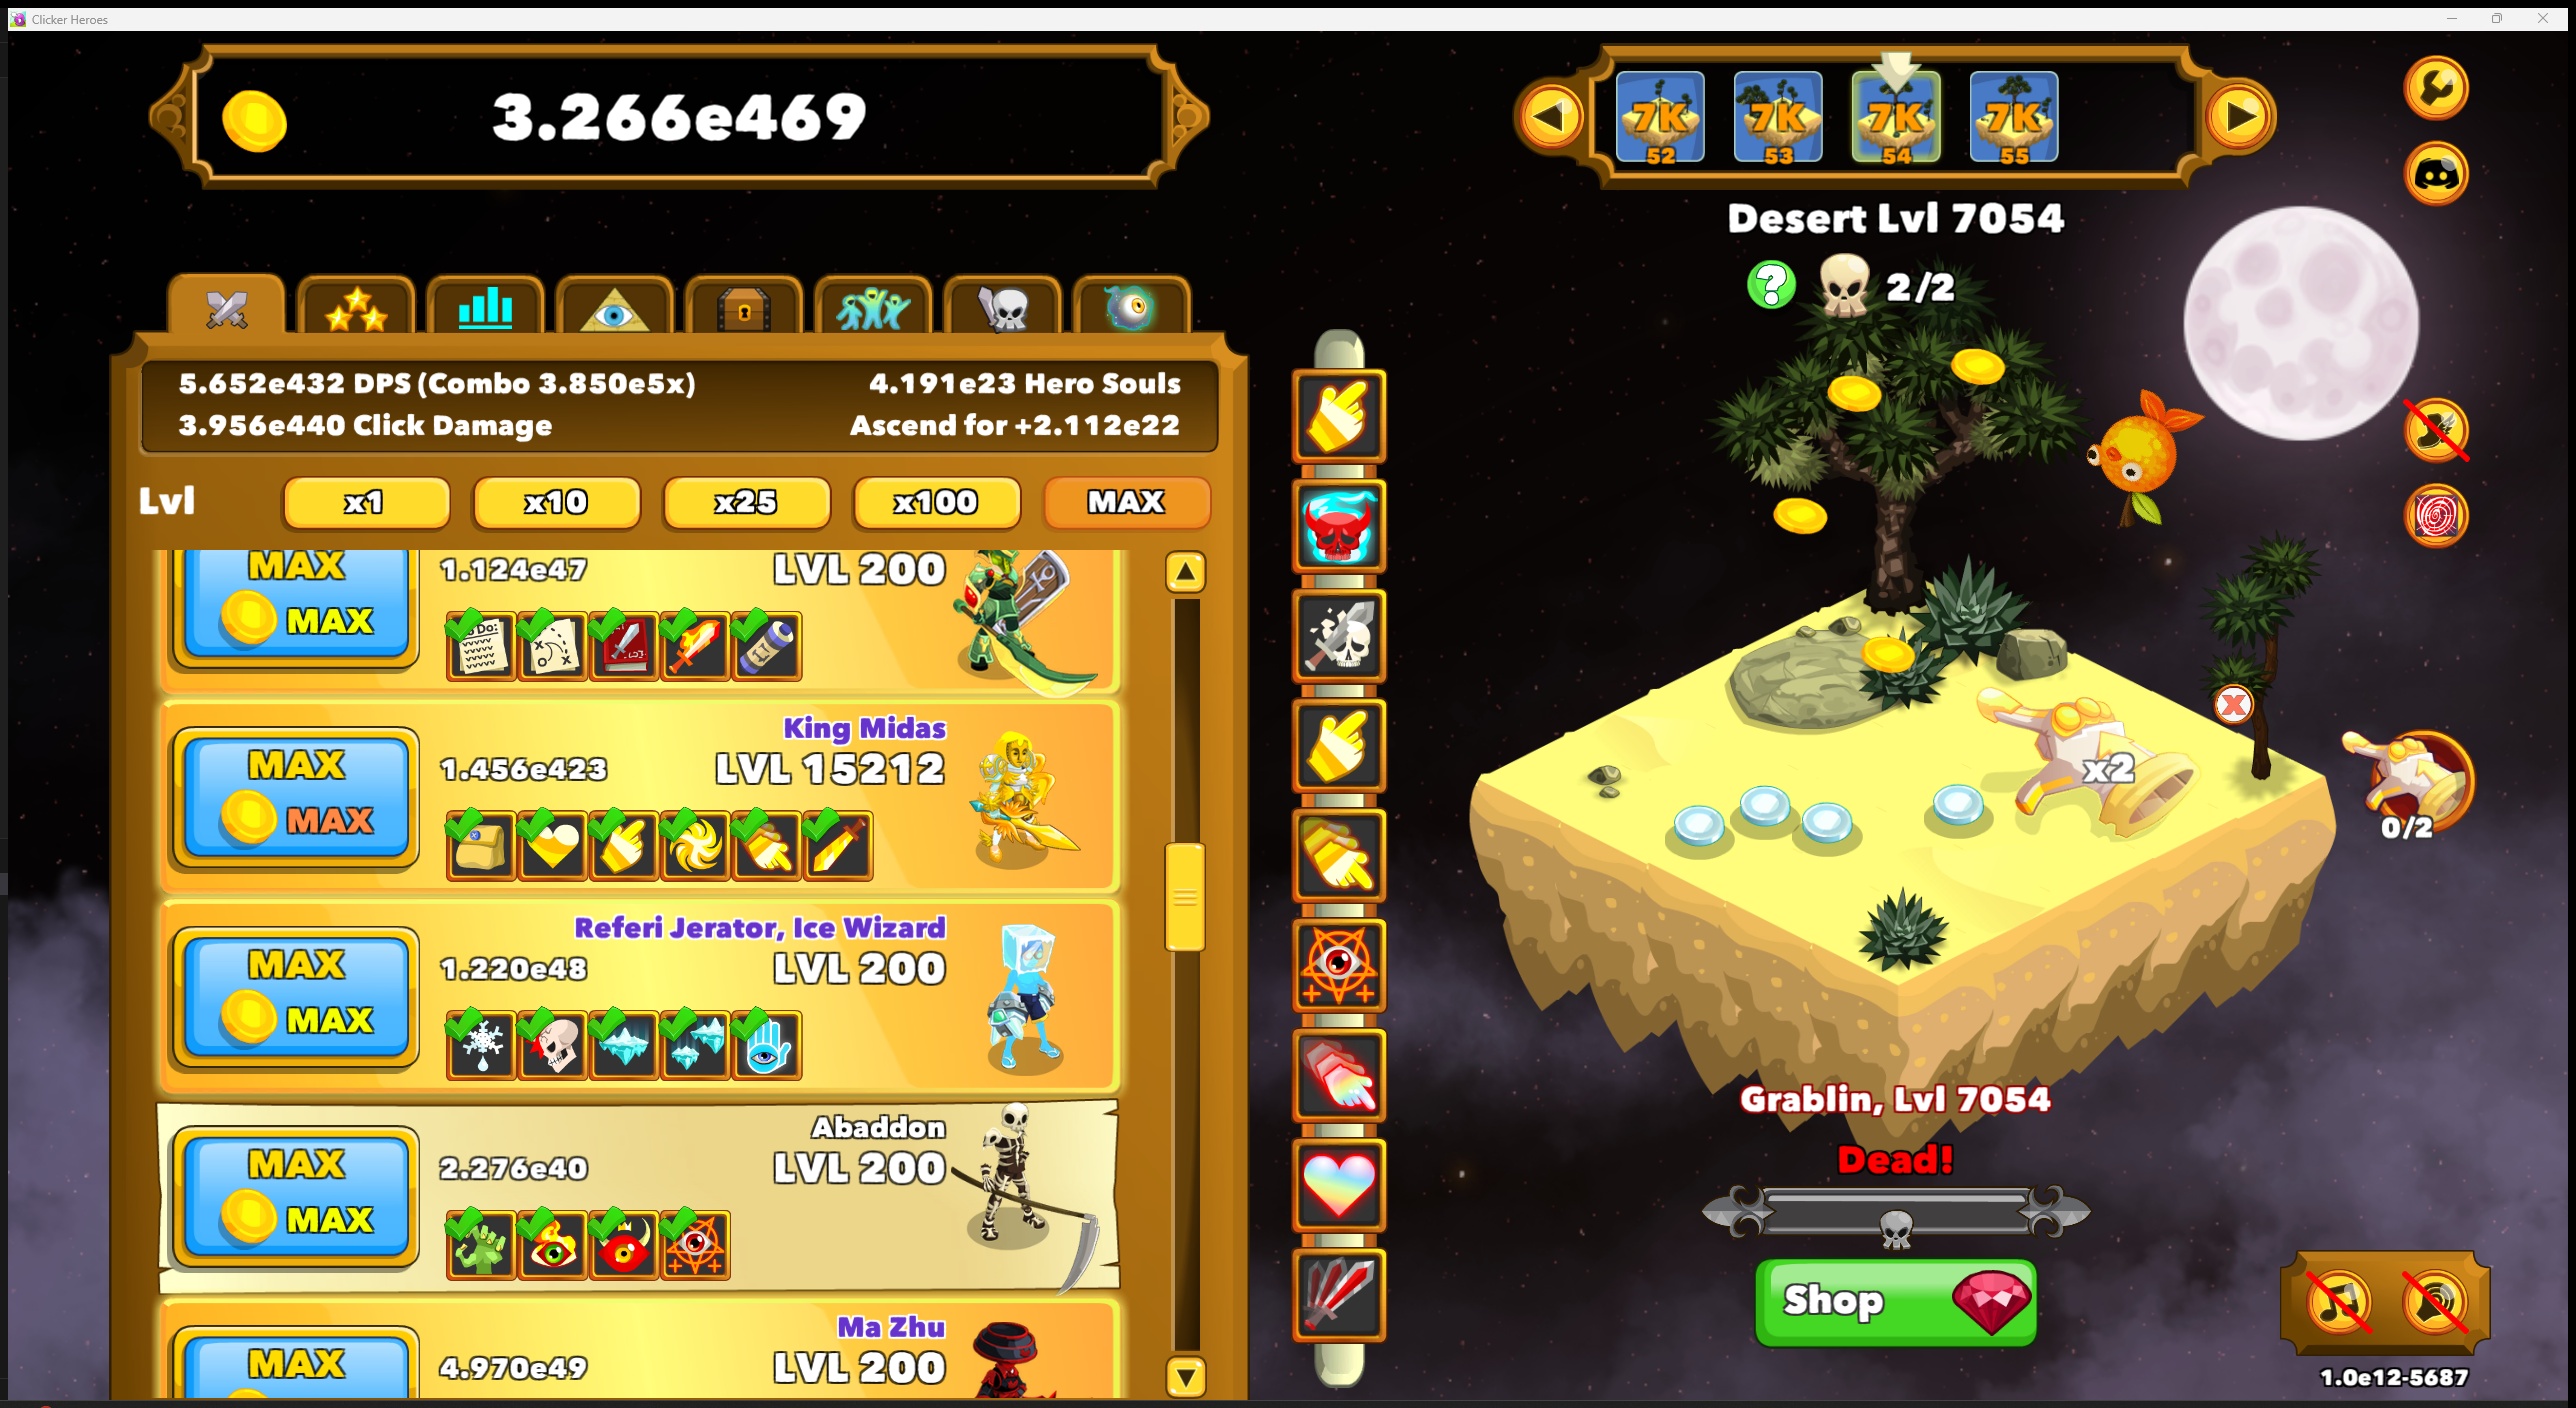 Clicker Heroes
3.266e469
7K
52
7K
53
7K
54
7K
55
Desert Lvl 7054
2/2
5.652e432 DPS (Combo 3.850e5x)
4.191e23 Hero Souls
3.956e440 Click Damage
Ascend for +2.112e22
Lvl
x1
x10
x25
x100
MAX
MAX
MAX
1.124e47
LVL 200
King Midas
MAX
MAX
1.456e423
LVL 15212
Referi Jerator, Ice Wizard
MAX
MAX
1.220e48
LVL 200
Abaddon
MAX
MAX
2.276e40
LVL 200
Ma Zhu
MAX
4.970e49
LVL 200
x2
0/2
Grablin, Lvl 7054
Dead!
Shop
1.0e12-5687